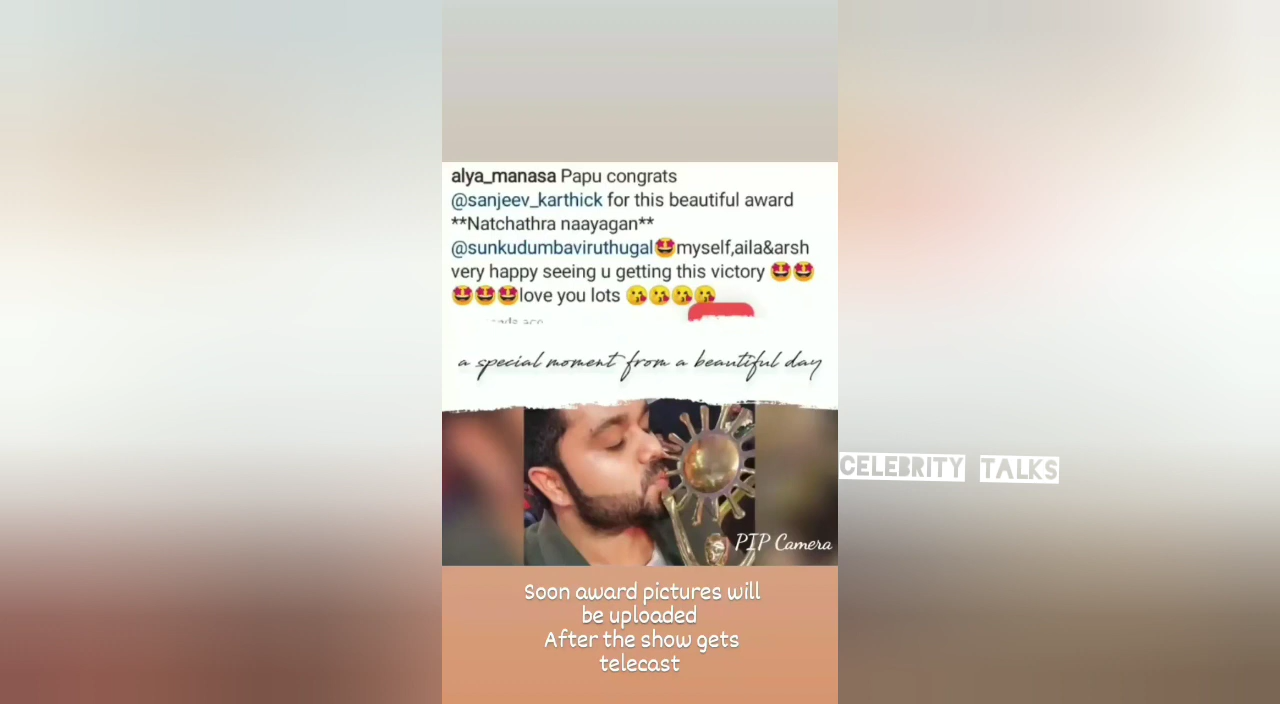 alya_manasa Papu congrats
@sanjeev_karthick for this beautiful award
**Natchathra naayagan**
@sunkudumbaviruthugal🤩myself,aila&arsh
very happy seeing u getting this victory 🤩🤩
🤩🤩🤩love you lots 😘😘😘😘
a special moment from a beautiful day
CELEBRITY TALKS
PIP Camera
Soon award pictures will
be uploaded
After the show gets
telecast